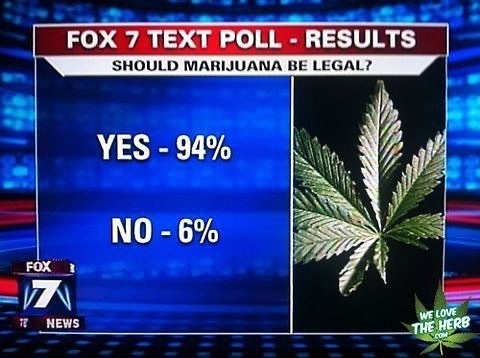 FOX 7 TEXT POLL - RESULTS
SHOULD MARIJUANA BE LEGAL?
YES - 94%
NO - 6%
FOX
7
NEWS
WE LOVE
THE HERB
.COM